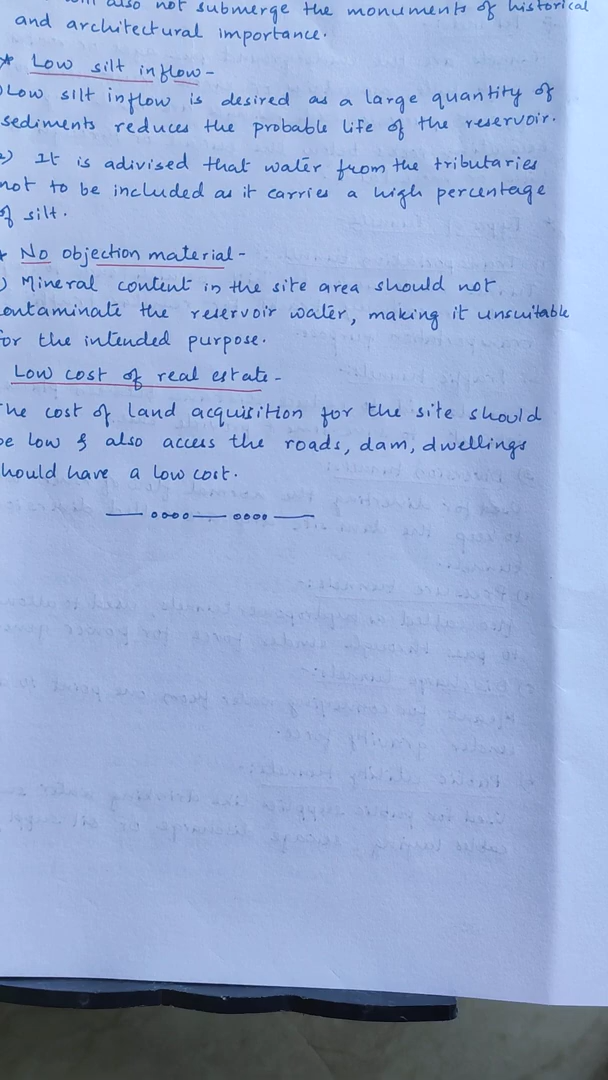 also not submerge the monuments of historical
and architectural importance.
* Low silt inflow -
Low silt inflow is desired as a large quantity of
sediments reduces the probable life of the reservoir.
2) It is adivised that water from the tributaries
not to be included as it carries a high percentage
of silt.
* No objection material -
) Mineral content in the site area should not
contaminate the reservoir water, making it unsuitable
for the intended purpose.
Low cost of real estate -
The cost of land acquisition for the site should
be low & also access the roads, dam, dwellings
should have a low cost.